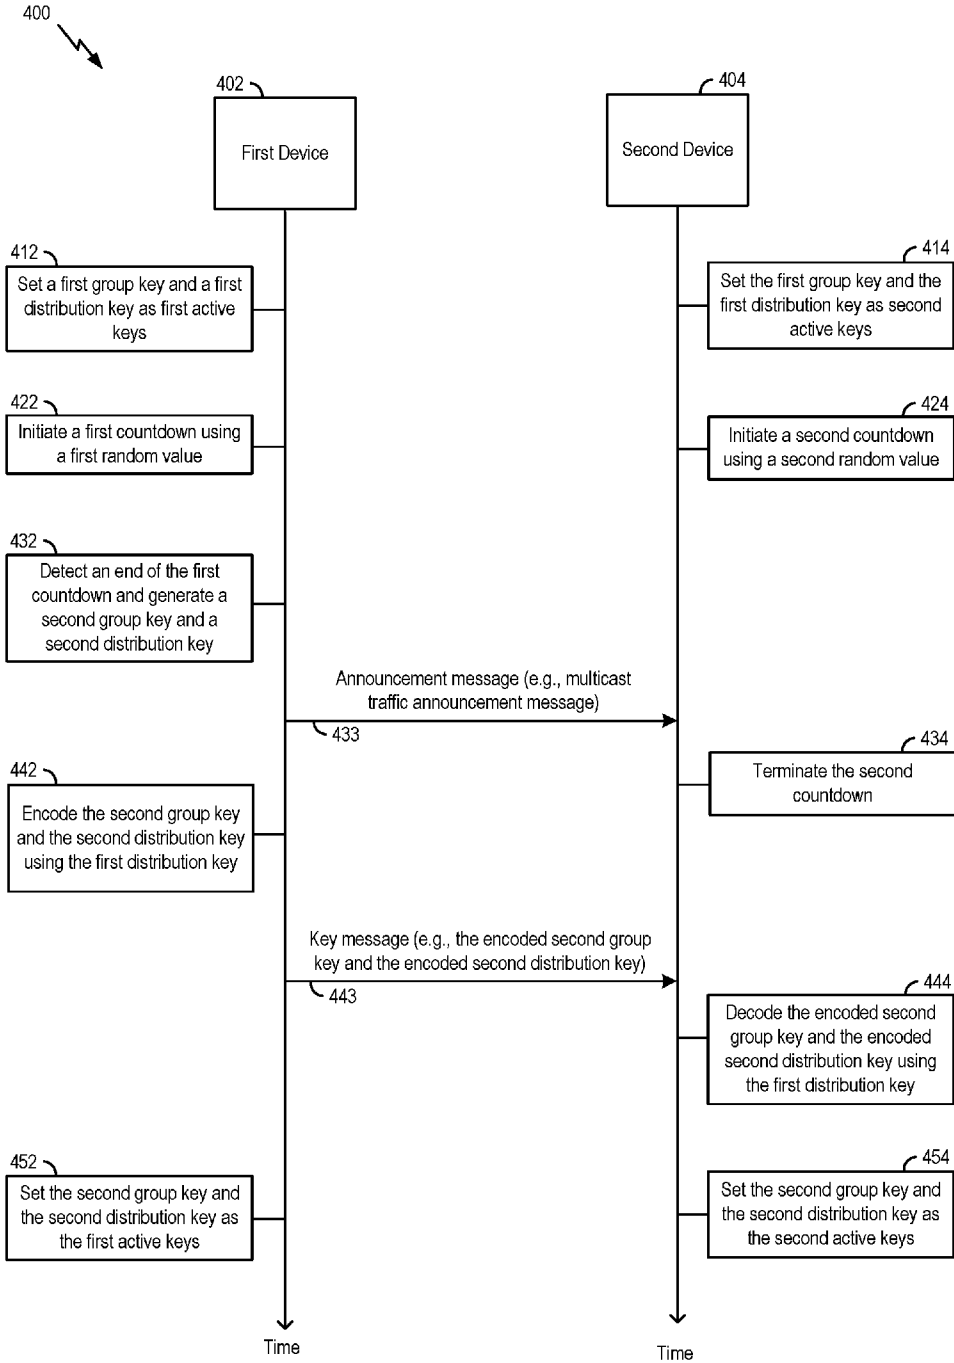 400
402
First Device
404
Second Device
412
Set a first group key and a first
distribution key as first active
keys
414
Set the first group key and the
first distribution key as second
active keys
422
Initiate a first countdown using
a first random value
424
Initiate a second countdown
using a second random value
432
Detect an end of the first
countdown and generate a
second group key and a
second distribution key
Announcement message (e.g., multicast
traffic announcement message)
433
434
Terminate the second
countdown
442
Encode the second group key
and the second distribution key
using the first distribution key
Key message (e.g., the encoded second group
key and the encoded second distribution key)
443
444
Decode the encoded second
group key and the encoded
second distribution key using
the first distribution key
452
Set the second group key and
the second distribution key as
the first active keys
454
Set the second group key and
the second distribution key as
the second active keys
Time
Time